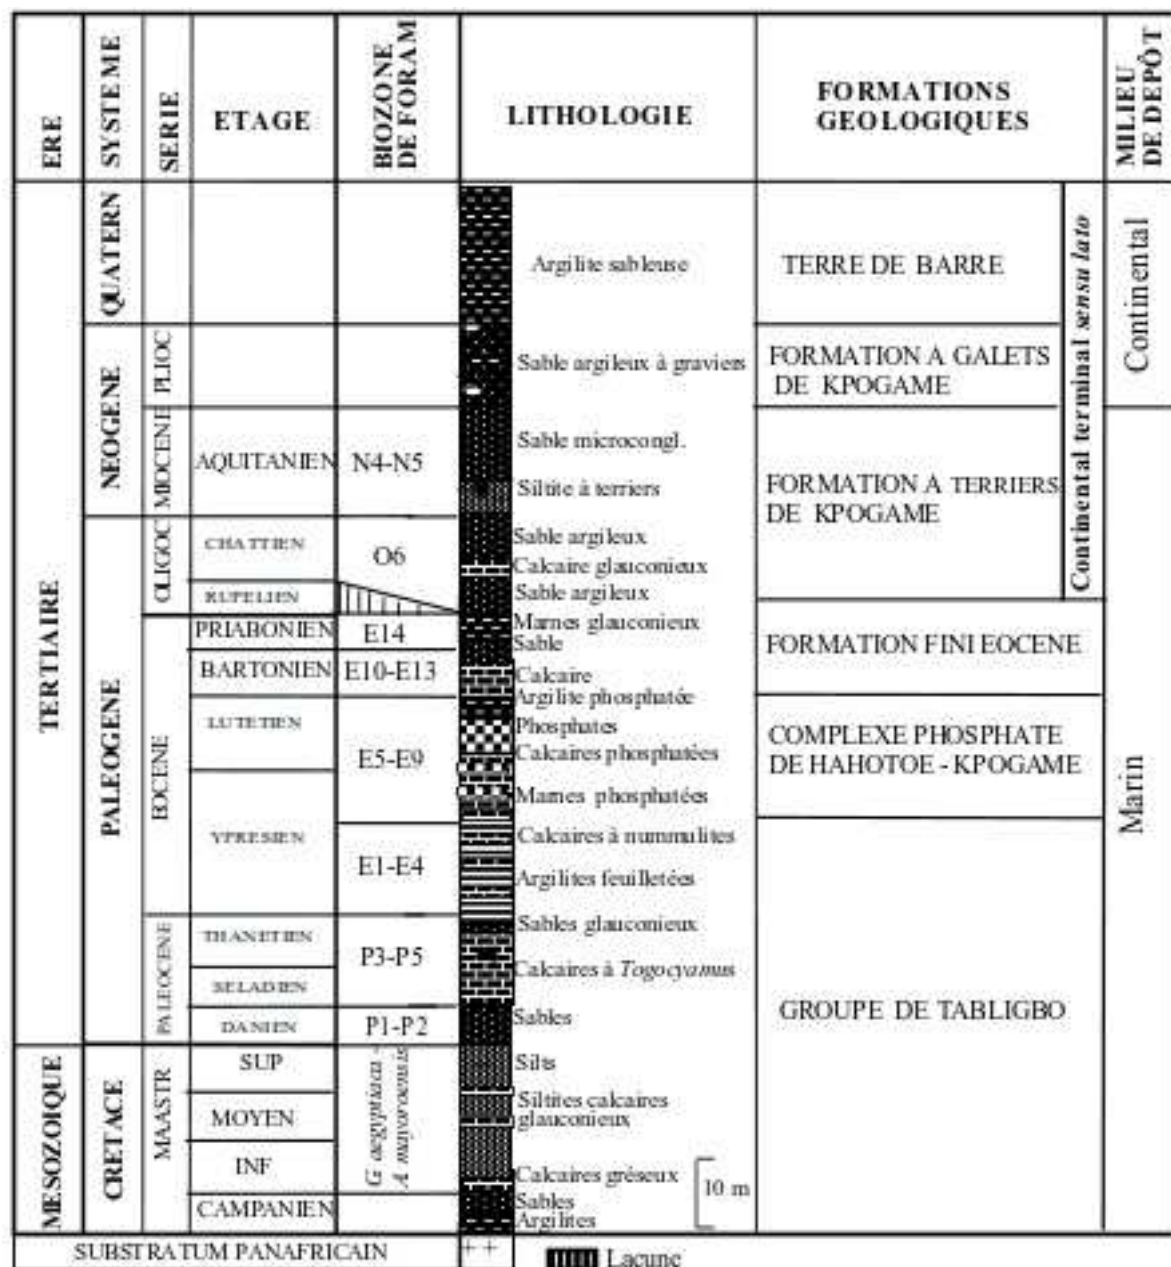 ERE
SYSTEME
SERIE
ETAGE
BIOZONE
DE FORAM
LITHOLOGIE
FORMATIONS
GEOLOGIQUES
MILIEU
DE DEPÔT
TERTIAIRE
MESOZOIQUE
QUATERN
NEOGENE
PALEOGENE
CRETACE
PLIOC
MIOCENE
OLIGOC
EOCENE
PALEOCENE
MAASTR
AQUITANIEN
CHATTIEN
RUPELIEN
PRIABONIEN
BARTONIEN
LUTETIEN
YPRESIEN
THANETIEN
SELADIEN
DANIEN
SUP
MOYEN
INF
CAMPANIEN
N4-N5
O6
E14
E10-E13
E5-E9
E1-E4
P3-P5
P1-P2
G aegyptiaca -
A mayoroensis
Argilite sableuse
Sable argileux à graviers
Sable microcongl.
Siltite à terriers
Sable argileux
Calcaire glauconieux
Sable argileux
Marnes glauconieux
Sable
Calcaire
Argilite phosphatée
Phosphates
Calcaires phosphatées
Marnes phosphatées
Calcaires à nummulites
Argilites feuilletées
Sables glauconieux
Calcaires à Togocyamus
Sables
Silts
Siltites calcaires
glauconieux
Calcaires gréseux
Sables
Argilites
10 m
TERRE DE BARRE
FORMATION A GALETS
DE KPOGAME
FORMATION A TERRIERS
DE KPOGAME
FORMATION FINI EOCENE
COMPLEXE PHOSPHATE
DE HAHOTOE - KPOGAME
GROUPE DE TABLIGBO
Continental terminal sensu lato
Continental
Marin
SUBSTRATUM PANAFRICAIN
++
Lacune